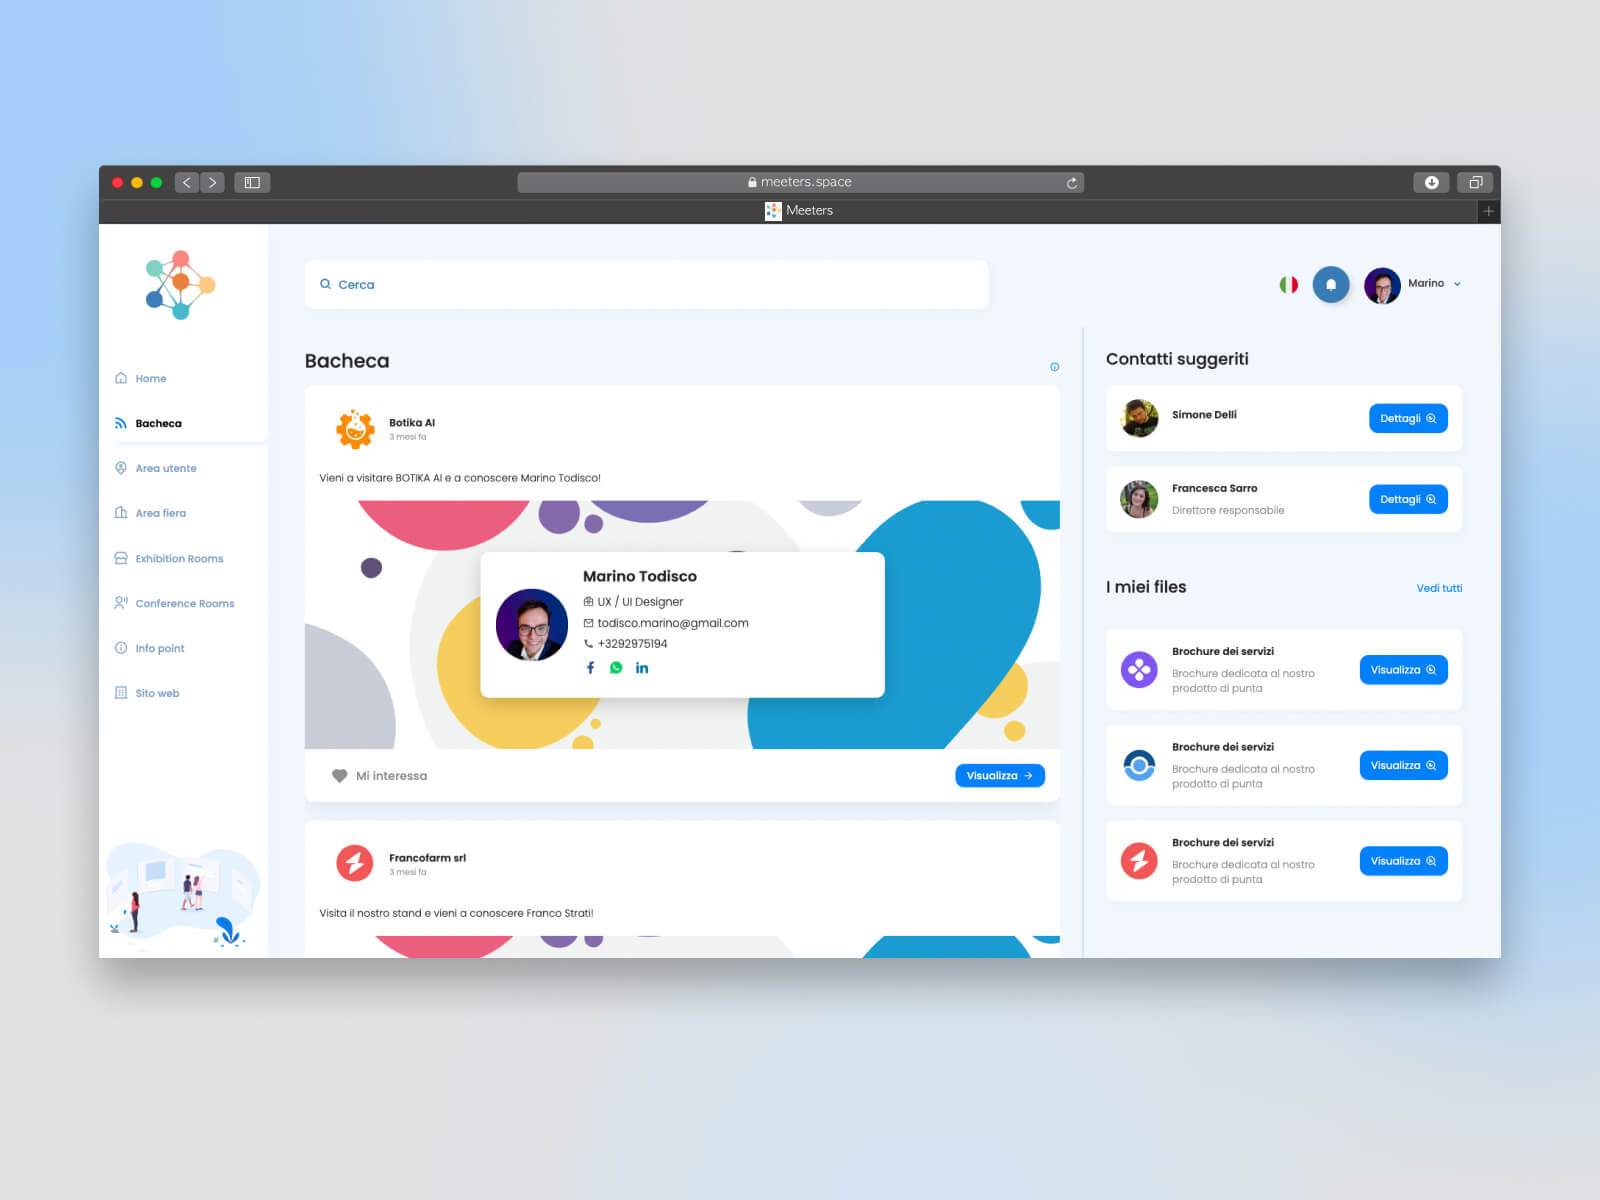 meeters.space
Meeters
Cerca
Marino
Home
Bacheca
Area utente
Area fiera
Exhibition Rooms
Conference Rooms
Info point
Sito web
Bacheca
Botika AI
3 mesi fa
Vieni a visitare BOTIKA AI e a conoscere Marino Todisco!
Marino Todisco
UX / UI Designer
todisco.marino@gmail.com
+3292975194
Mi interessa
Visualizza
Francofarm srl
3 mesi fa
Visita il nostro stand e vieni a conoscere Franco Strati!
Contatti suggeriti
Simone Delli
Dettagli
Francesca Sarro
Direttore responsabile
Dettagli
I miei files
Vedi tutti
Brochure dei servizi
Brochure dedicata al nostro
prodotto di punta
Visualizza
Brochure dei servizi
Brochure dedicata al nostro
prodotto di punta
Visualizza
Brochure dei servizi
Brochure dedicata al nostro
prodotto di punta
Visualizza